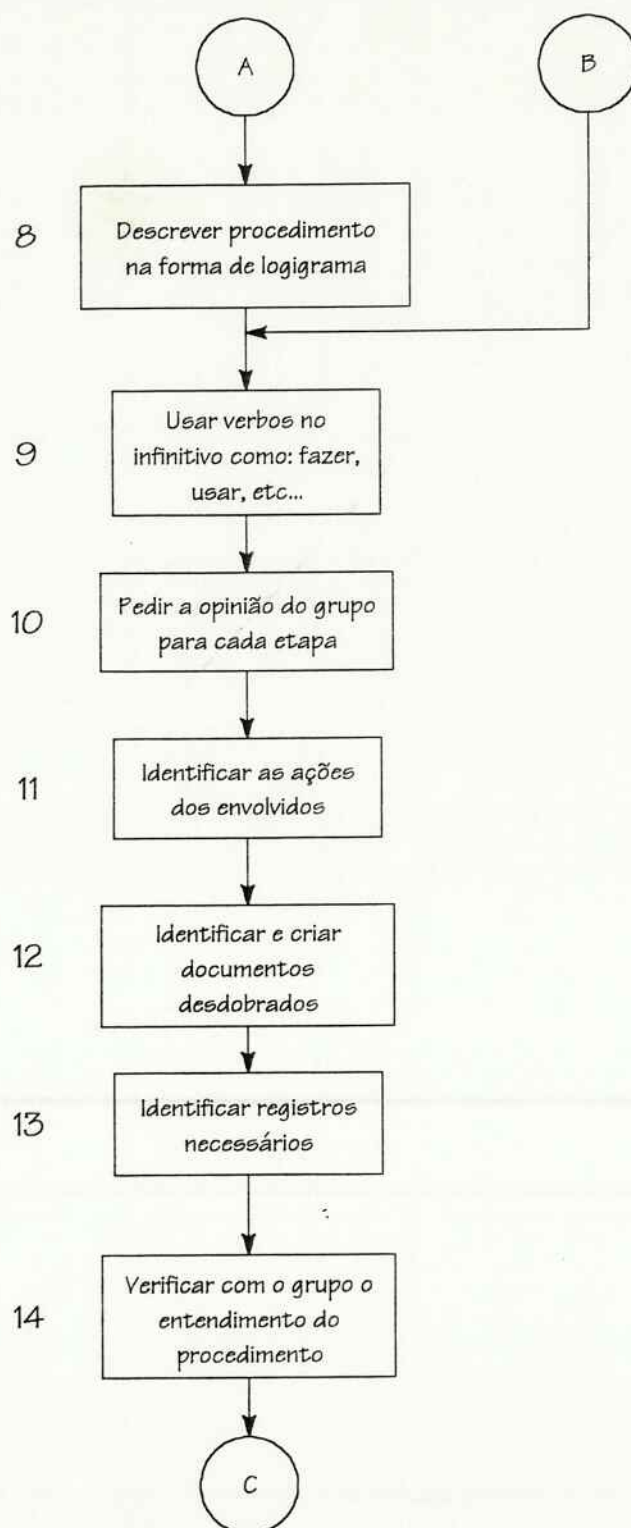 A
B
8
Descrever procedimento
na forma de logigrama
9
Usar verbos no
infinitivo como: fazer,
usar, etc...
10
Pedir a opinião do grupo
para cada etapa
11
Identificar as ações
dos envolvidos
12
Identificar e criar
documentos
desdobrados
13
Identificar registros
necessários
14
Verificar com o grupo o
entendimento do
procedimento
C